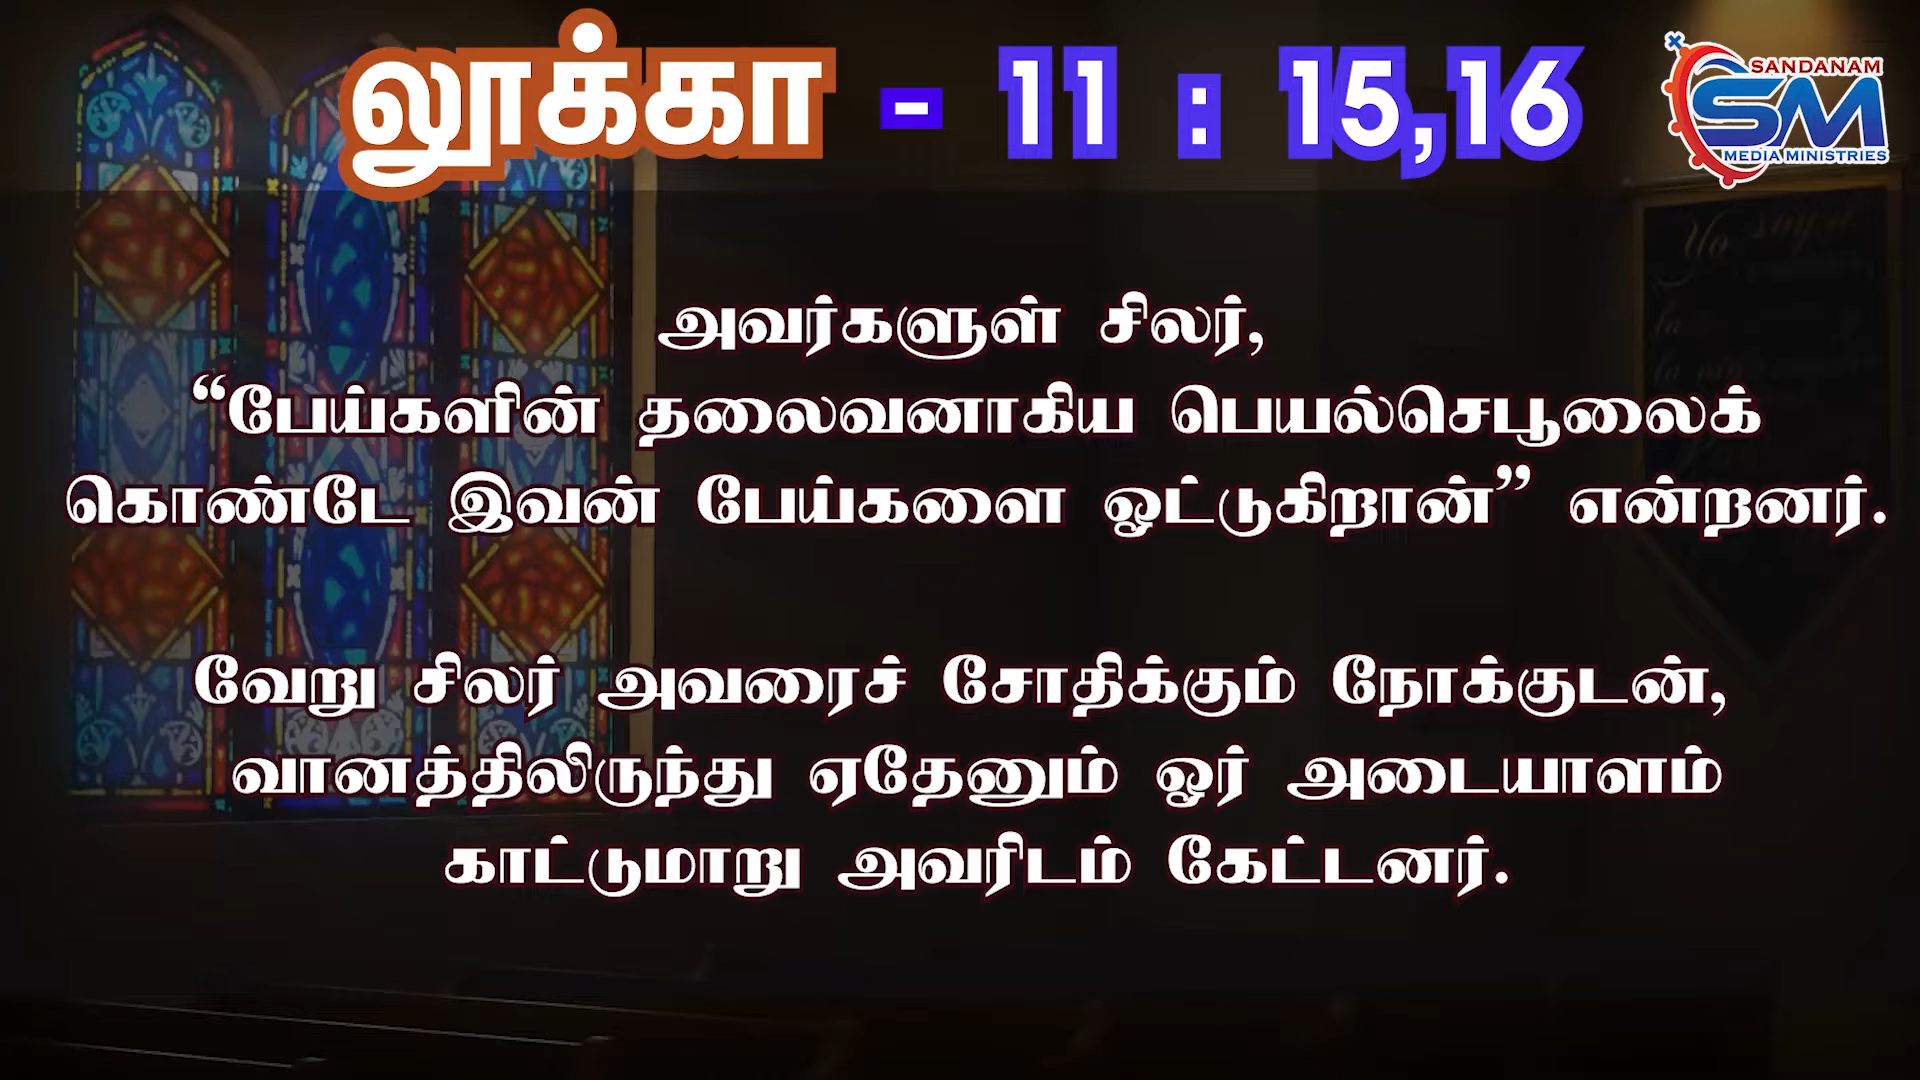 லூக்கா - 11 : 15,16
SANDANAM
SM
MEDIA MINISTRIES
அவர்களுள் சிலர்,
“பேய்களின் தலைவனாகிய பெயல்செபூலைக்
கொண்டே இவன் பேய்களை ஓட்டுகிறான்” என்றனர்.
வேறு சிலர் அவரைச் சோதிக்கும் நோக்குடன்,
வானத்திலிருந்து ஏதேனும் ஓர் அடையாளம்
காட்டுமாறு அவரிடம் கேட்டனர்.